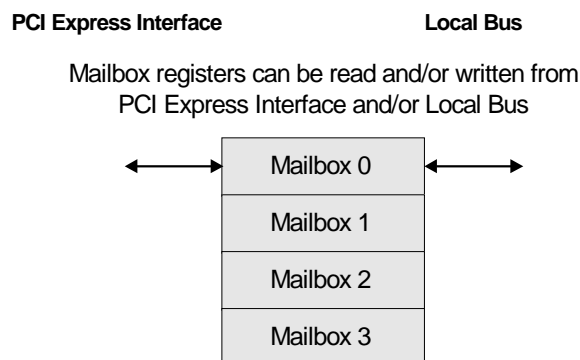 PCI Express Interface
Local Bus
Mailbox registers can be read and/or written from
PCI Express Interface and/or Local Bus
Mailbox 0
Mailbox 1
Mailbox 2
Mailbox 3